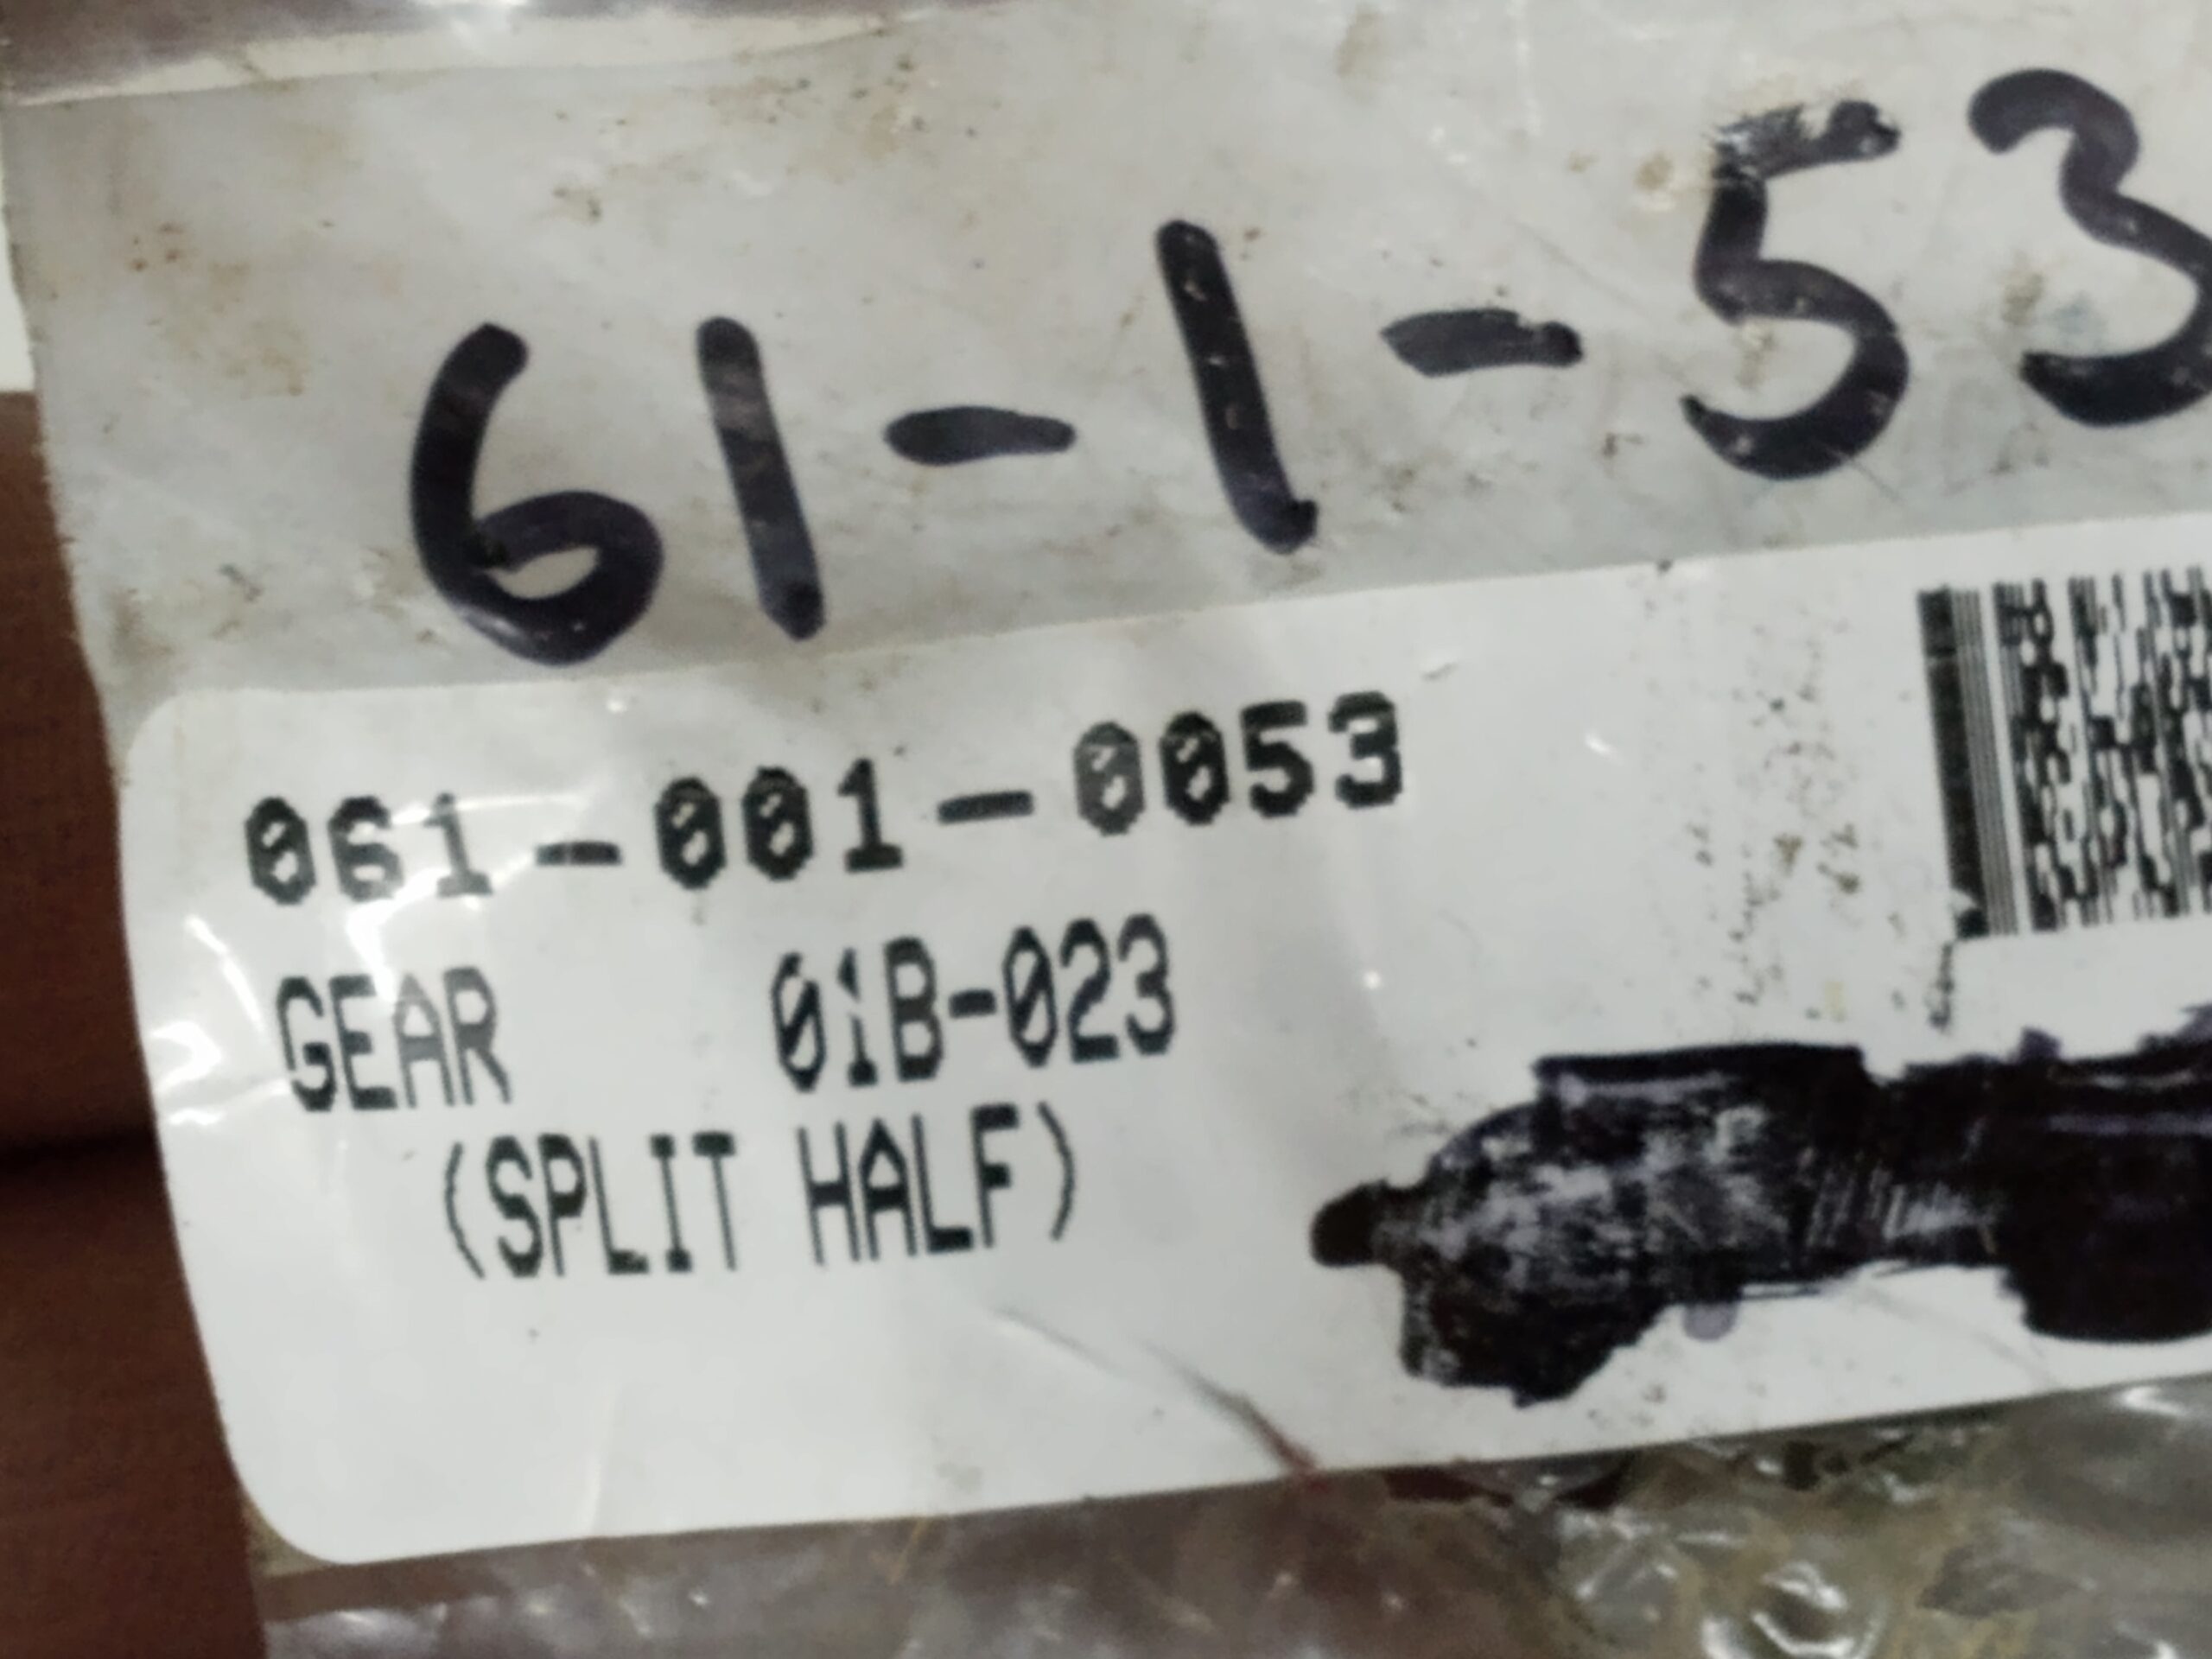 61-1-53
061-001-0053
GEAR 01B-023
(SPLIT HALF)